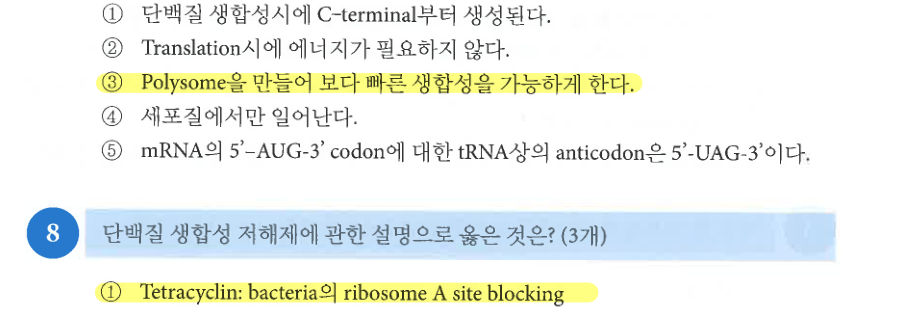 ① 단백질 생합성시에 C-terminal부터 생성된다.
② Translation시에 에너지가 필요하지 않다.
③ Polysome을 만들어 보다 빠른 생합성을 가능하게 한다.
④ 세포질에서만 일어난다.
⑤ mRNA의 5’–AUG-3’ codon에 대한 tRNA상의 anticodon은 5’-UAG-3’이다.
8 단백질 생합성 저해재에 관한 설명으로 옳은 것은? (3개)
① Tetracyclin: bacteria의 ribosome A site blocking